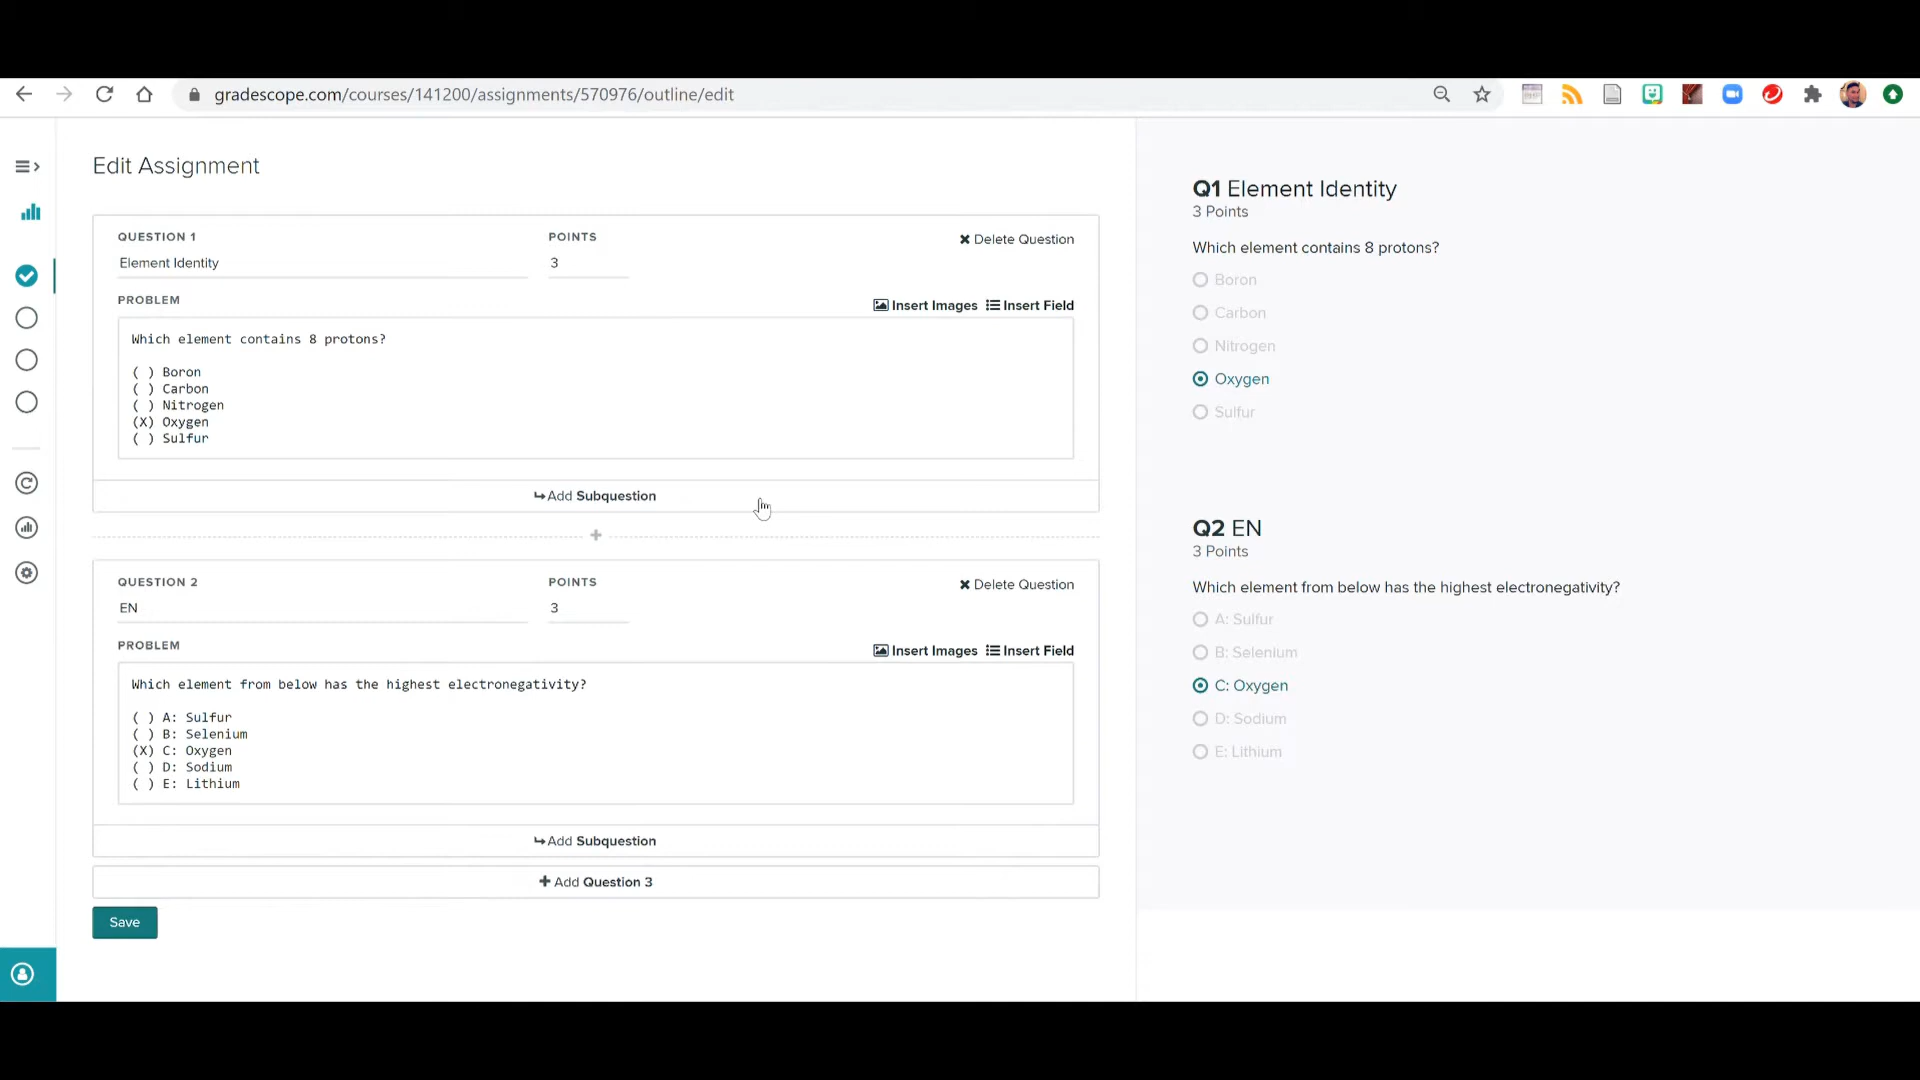 gradescope.com/courses/141200/assignments/570976/outline/edit
Edit Assignment
QUESTION 1
POINTS
Delete Question
Element Identity
3
PROBLEM
Insert Images
Insert Field
Which element contains 8 protons?
( ) Boron
( ) Carbon
( ) Nitrogen
(X) Oxygen
( ) Sulfur
Add Subquestion
QUESTION 2
POINTS
Delete Question
EN
3
PROBLEM
Insert Images
Insert Field
Which element from below has the highest electronegativity?
( ) A: Sulfur
( ) B: Selenium
(X) C: Oxygen
( ) D: Sodium
( ) E: Lithium
Add Subquestion
Add Question 3
Save
Q1 Element Identity
3 Points
Which element contains 8 protons?
Boron
Carbon
Nitrogen
Oxygen
Sulfur
Q2 EN
3 Points
Which element from below has the highest electronegativity?
A: Sulfur
B: Selenium
C: Oxygen
D: Sodium
E: Lithium